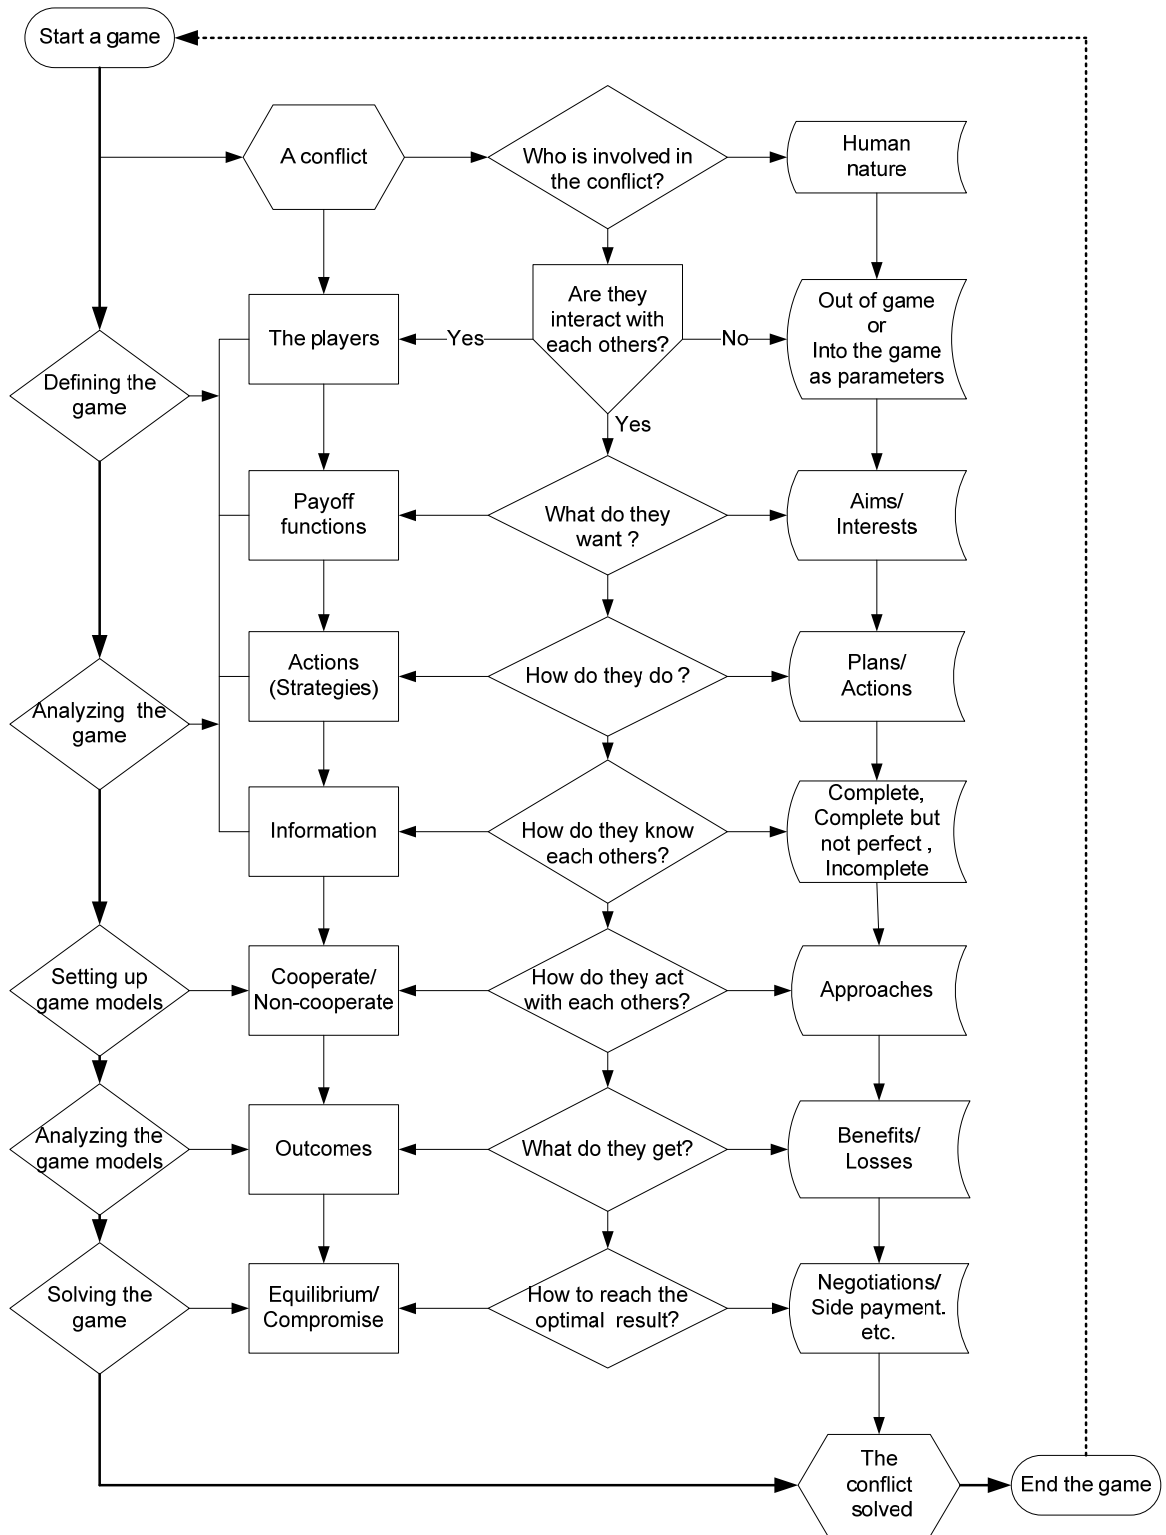 Start a game
A conflict
Who is involved in
the conflict?
Human
nature
Are they
interact with
each others?
The players
Yes
No
Out of game
or
Into the game
as parameters
Defining the
game
Yes
Payoff
functions
What do they
want ?
Aims/
Interests
Actions
(Strategies)
How do they do ?
Plans/
Actions
Analyzing the
game
Information
How do they know
each others?
Complete,
Complete but
not perfect ,
Incomplete
Setting up
game models
Cooperate/
Non-cooperate
How do they act
with each others?
Approaches
Analyzing the
game models
Outcomes
What do they get?
Benefits/
Losses
Solving the
game
Equilibrium/
Compromise
How to reach the
optimal result?
Negotiations/
Side payment.
etc.
The
conflict
solved
End the game